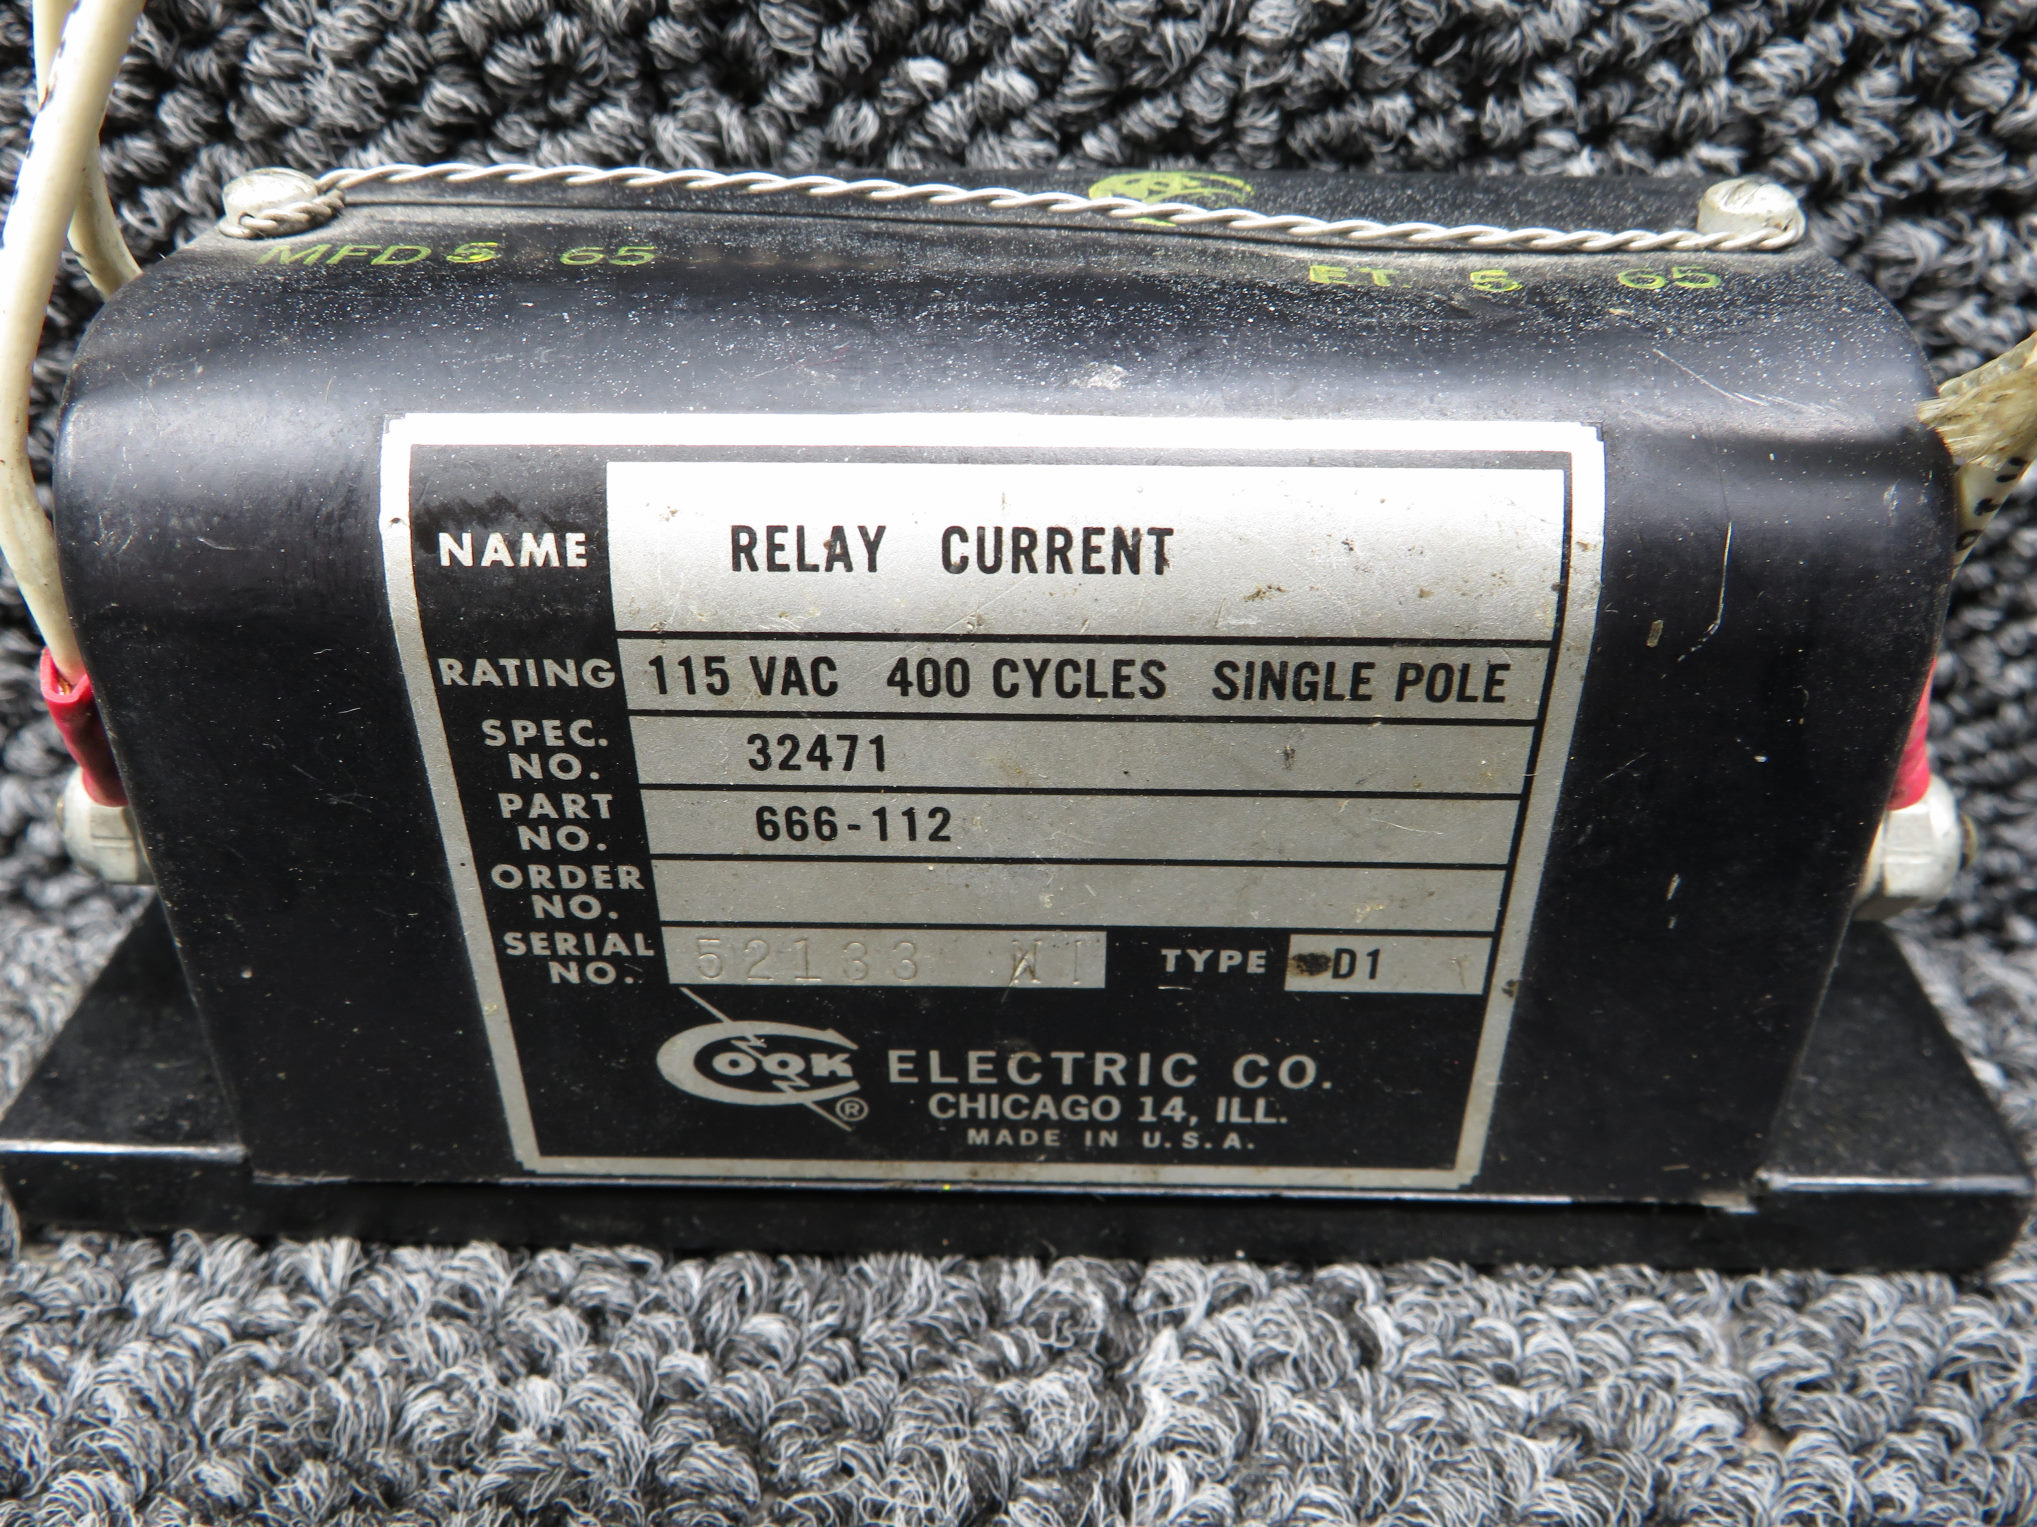 MFD 5 65
ET. 5 65
NAME RELAY CURRENT
RATING 115 VAC 400 CYCLES SINGLE POLE
SPEC. NO. 32471
PART NO. 666-112
ORDER NO.
SERIAL NO. 52133 TYPE D1
COOK ® ELECTRIC CO.
CHICAGO 14, ILL.
MADE IN U.S.A.